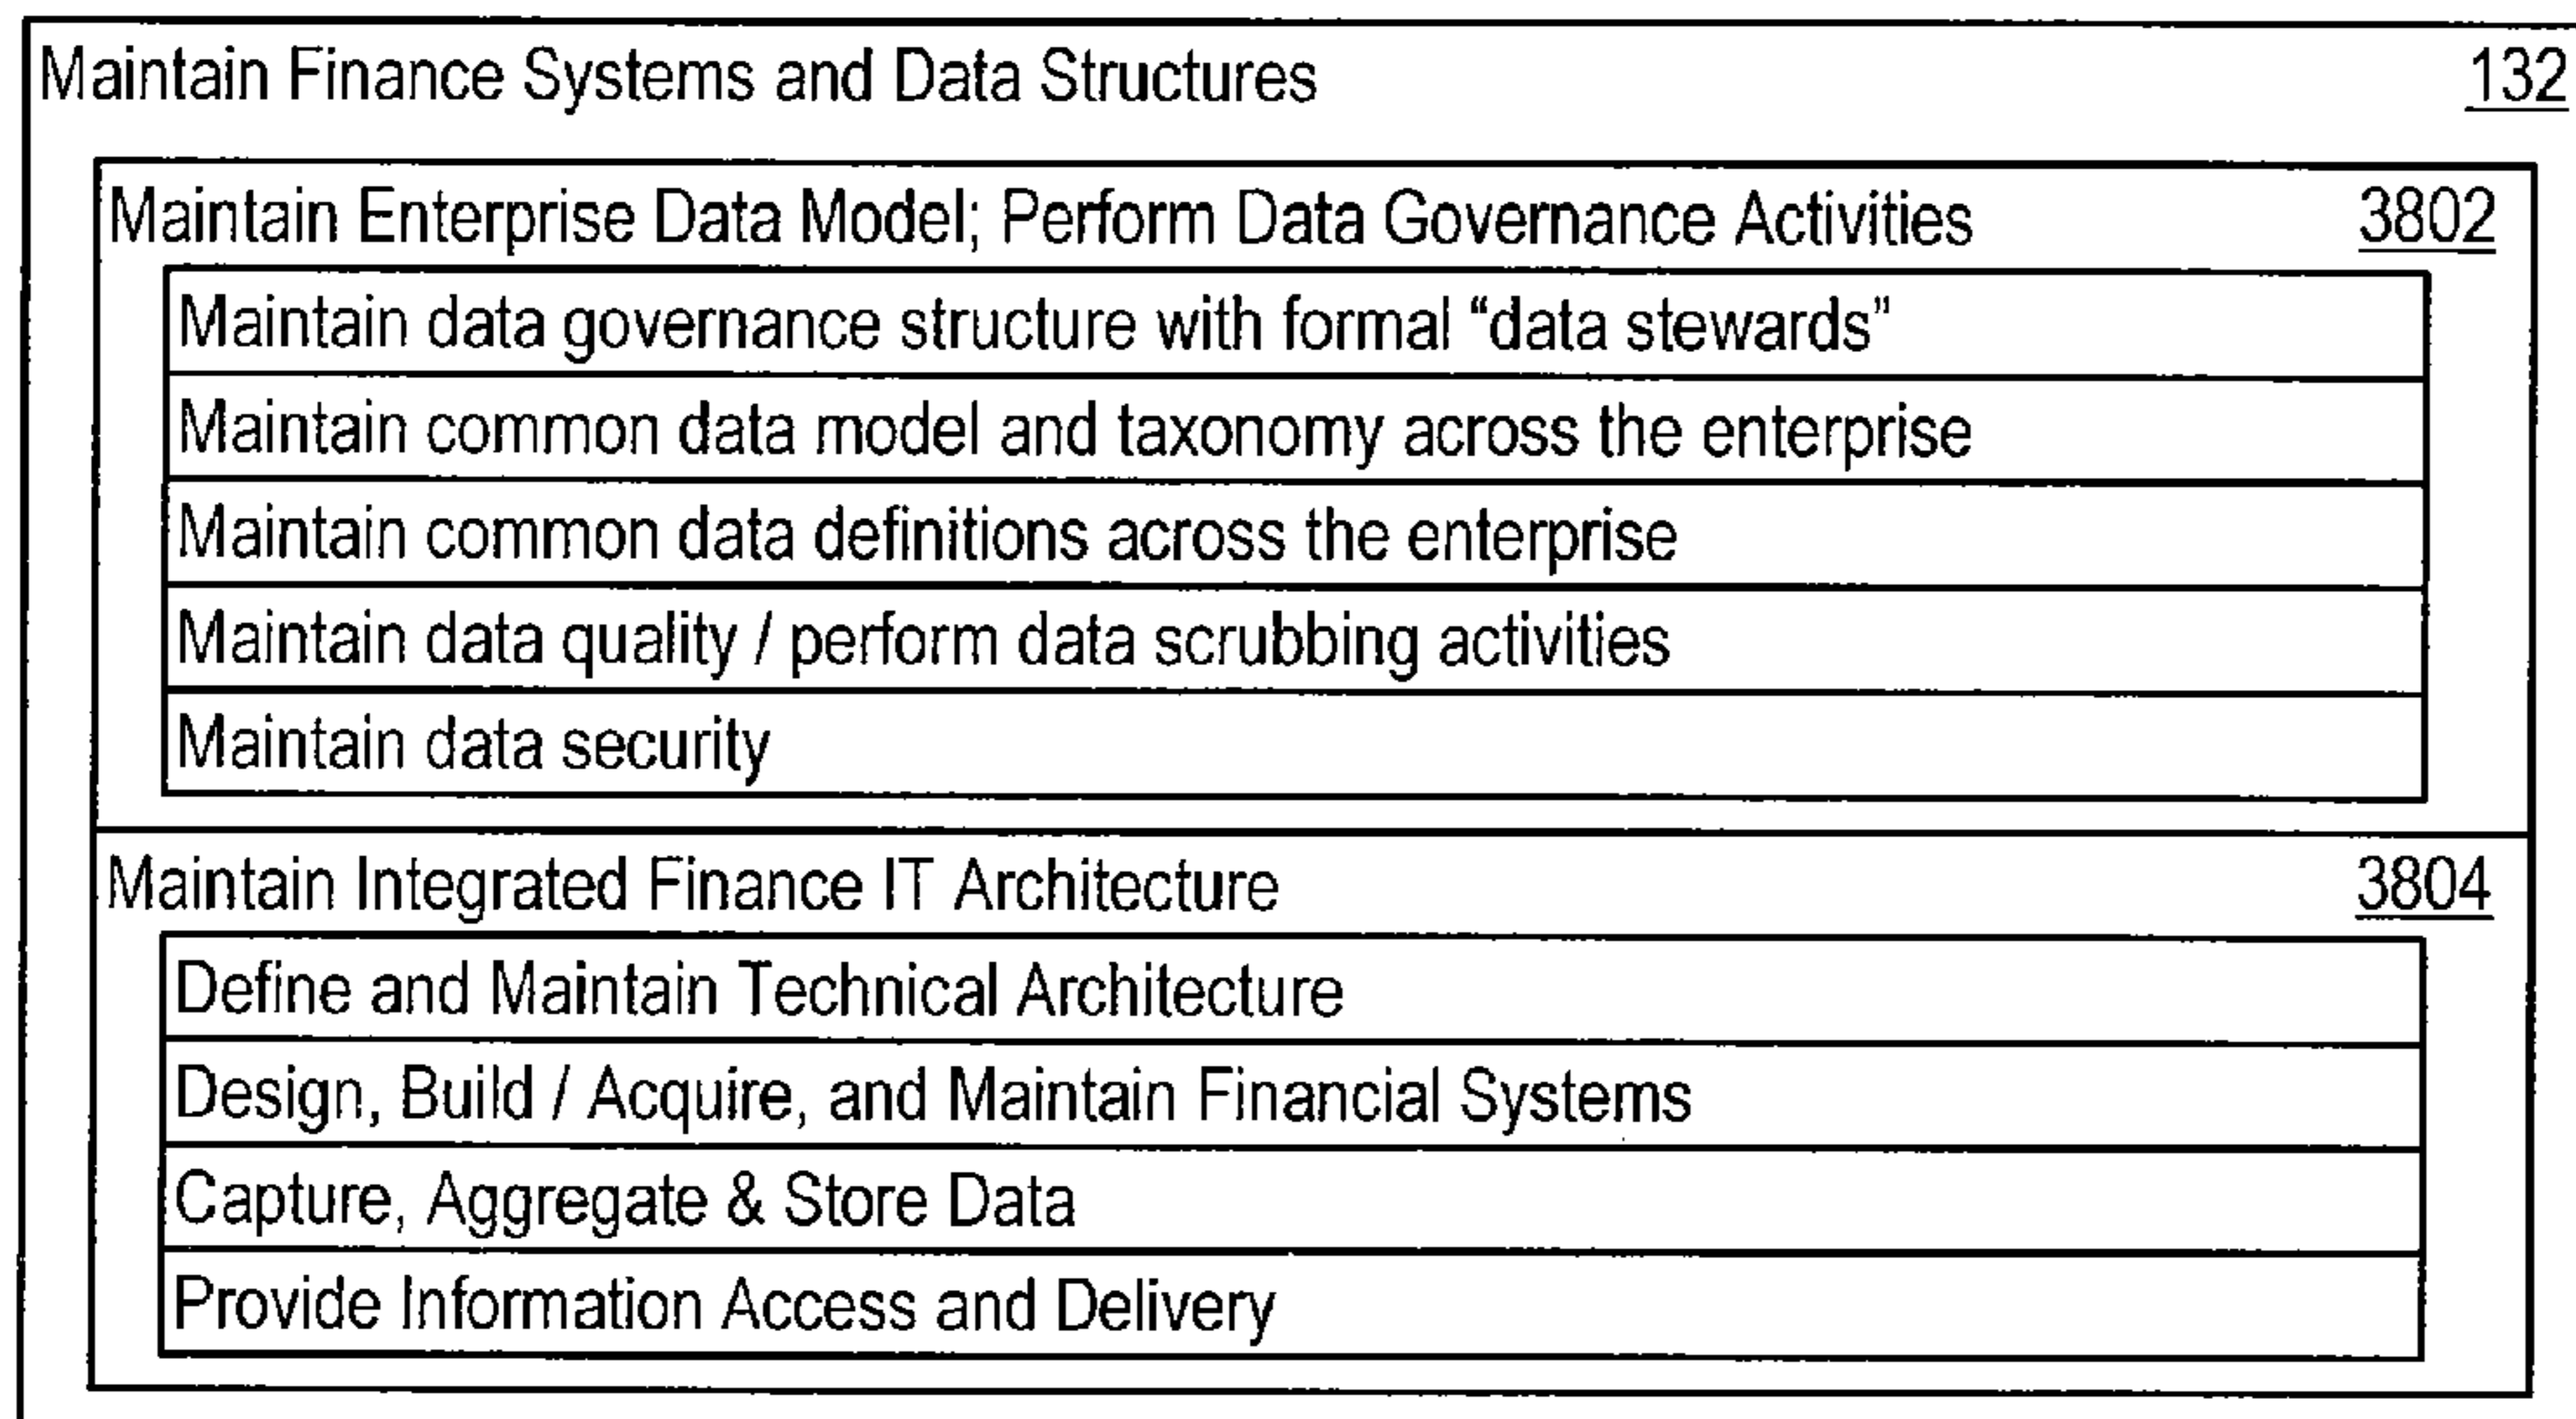 Maintain Finance Systems and Data Structures 132
Maintain Enterprise Data Model; Perform Data Governance Activities 3802
Maintain data governance structure with formal “data stewards”
Maintain common data model and taxonomy across the enterprise
Maintain common data definitions across the enterprise
Maintain data quality / perform data scrubbing activities
Maintain data security
Maintain Integrated Finance IT Architecture 3804
Define and Maintain Technical Architecture
Design, Build / Acquire, and Maintain Financial Systems
Capture, Aggregate & Store Data
Provide Information Access and Delivery